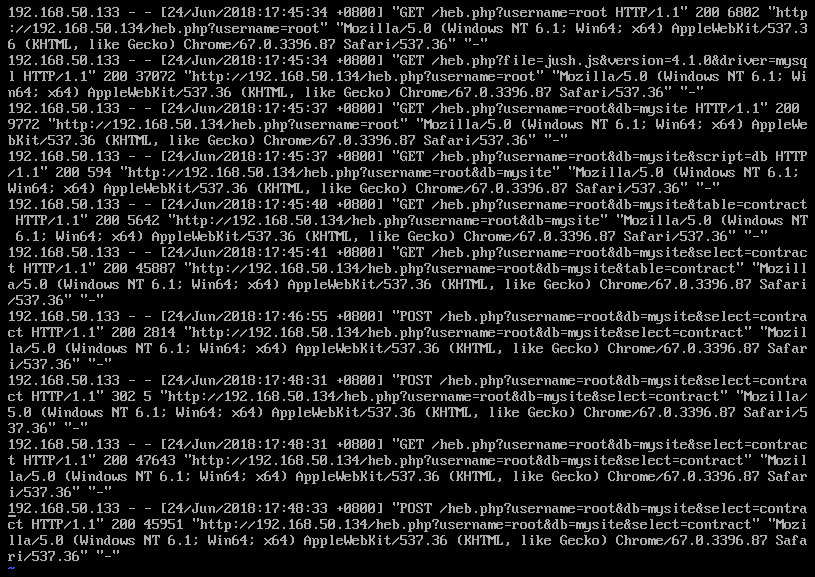 192.168.50.133 - - [24/Jun/2018:17:45:34 +0800] "GET /heb.php?username=root HTTP/1.1" 200 6802 "http
://192.168.50.134/heb.php?username=root" "Mozilla/5.0 (Windows NT 6.1; Win64; x64) AppleWebKit/537.3
6 (KHTML, like Gecko) Chrome/67.0.3396.87 Safari/537.36" "-"
192.168.50.133 - - [24/Jun/2018:17:45:34 +0800] "GET /heb.php?file=jush.js&version=4.1.0&driver=mysq
l HTTP/1.1" 200 37072 "http://192.168.50.134/heb.php?username=root" "Mozilla/5.0 (Windows NT 6.1; Wi
n64; x64) AppleWebKit/537.36 (KHTML, like Gecko) Chrome/67.0.3396.87 Safari/537.36" "-"
192.168.50.133 - - [24/Jun/2018:17:45:37 +0800] "GET /heb.php?username=root&db=mysite HTTP/1.1" 200
9772 "http://192.168.50.134/heb.php?username=root" "Mozilla/5.0 (Windows NT 6.1; Win64; x64) AppleWe
bKit/537.36 (KHTML, like Gecko) Chrome/67.0.3396.87 Safari/537.36" "-"
192.168.50.133 - - [24/Jun/2018:17:45:37 +0800] "GET /heb.php?username=root&db=mysite&script=db HTTP
/1.1" 200 594 "http://192.168.50.134/heb.php?username=root&db=mysite" "Mozilla/5.0 (Windows NT 6.1;
Win64; x64) AppleWebKit/537.36 (KHTML, like Gecko) Chrome/67.0.3396.87 Safari/537.36" "-"
192.168.50.133 - - [24/Jun/2018:17:45:40 +0800] "GET /heb.php?username=root&db=mysite&table=contract
 HTTP/1.1" 200 5642 "http://192.168.50.134/heb.php?username=root&db=mysite" "Mozilla/5.0 (Windows NT
 6.1; Win64; x64) AppleWebKit/537.36 (KHTML, like Gecko) Chrome/67.0.3396.87 Safari/537.36" "-"
192.168.50.133 - - [24/Jun/2018:17:45:41 +0800] "GET /heb.php?username=root&db=mysite&select=contrac
t HTTP/1.1" 200 45887 "http://192.168.50.134/heb.php?username=root&db=mysite&table=contract" "Mozill
a/5.0 (Windows NT 6.1; Win64; x64) AppleWebKit/537.36 (KHTML, like Gecko) Chrome/67.0.3396.87 Safari
/537.36" "-"
192.168.50.133 - - [24/Jun/2018:17:46:55 +0800] "POST /heb.php?username=root&db=mysite&select=contra
ct HTTP/1.1" 200 2814 "http://192.168.50.134/heb.php?username=root&db=mysite&select=contract" "Mozil
la/5.0 (Windows NT 6.1; Win64; x64) AppleWebKit/537.36 (KHTML, like Gecko) Chrome/67.0.3396.87 Safar
i/537.36" "-"
192.168.50.133 - - [24/Jun/2018:17:48:31 +0800] "POST /heb.php?username=root&db=mysite&select=contra
ct HTTP/1.1" 302 5 "http://192.168.50.134/heb.php?username=root&db=mysite&select=contract" "Mozilla/
5.0 (Windows NT 6.1; Win64; x64) AppleWebKit/537.36 (KHTML, like Gecko) Chrome/67.0.3396.87 Safari/5
37.36" "-"
192.168.50.133 - - [24/Jun/2018:17:48:31 +0800] "GET /heb.php?username=root&db=mysite&select=contrac
t HTTP/1.1" 200 47643 "http://192.168.50.134/heb.php?username=root&db=mysite&select=contract" "Mozil
la/5.0 (Windows NT 6.1; Win64; x64) AppleWebKit/537.36 (KHTML, like Gecko) Chrome/67.0.3396.87 Safar
i/537.36" "-"
192.168.50.133 - - [24/Jun/2018:17:48:33 +0800] "POST /heb.php?username=root&db=mysite&select=contra
ct HTTP/1.1" 200 45951 "http://192.168.50.134/heb.php?username=root&db=mysite&select=contract" "Mozi
lla/5.0 (Windows NT 6.1; Win64; x64) AppleWebKit/537.36 (KHTML, like Gecko) Chrome/67.0.3396.87 Safa
ri/537.36" "-"
~